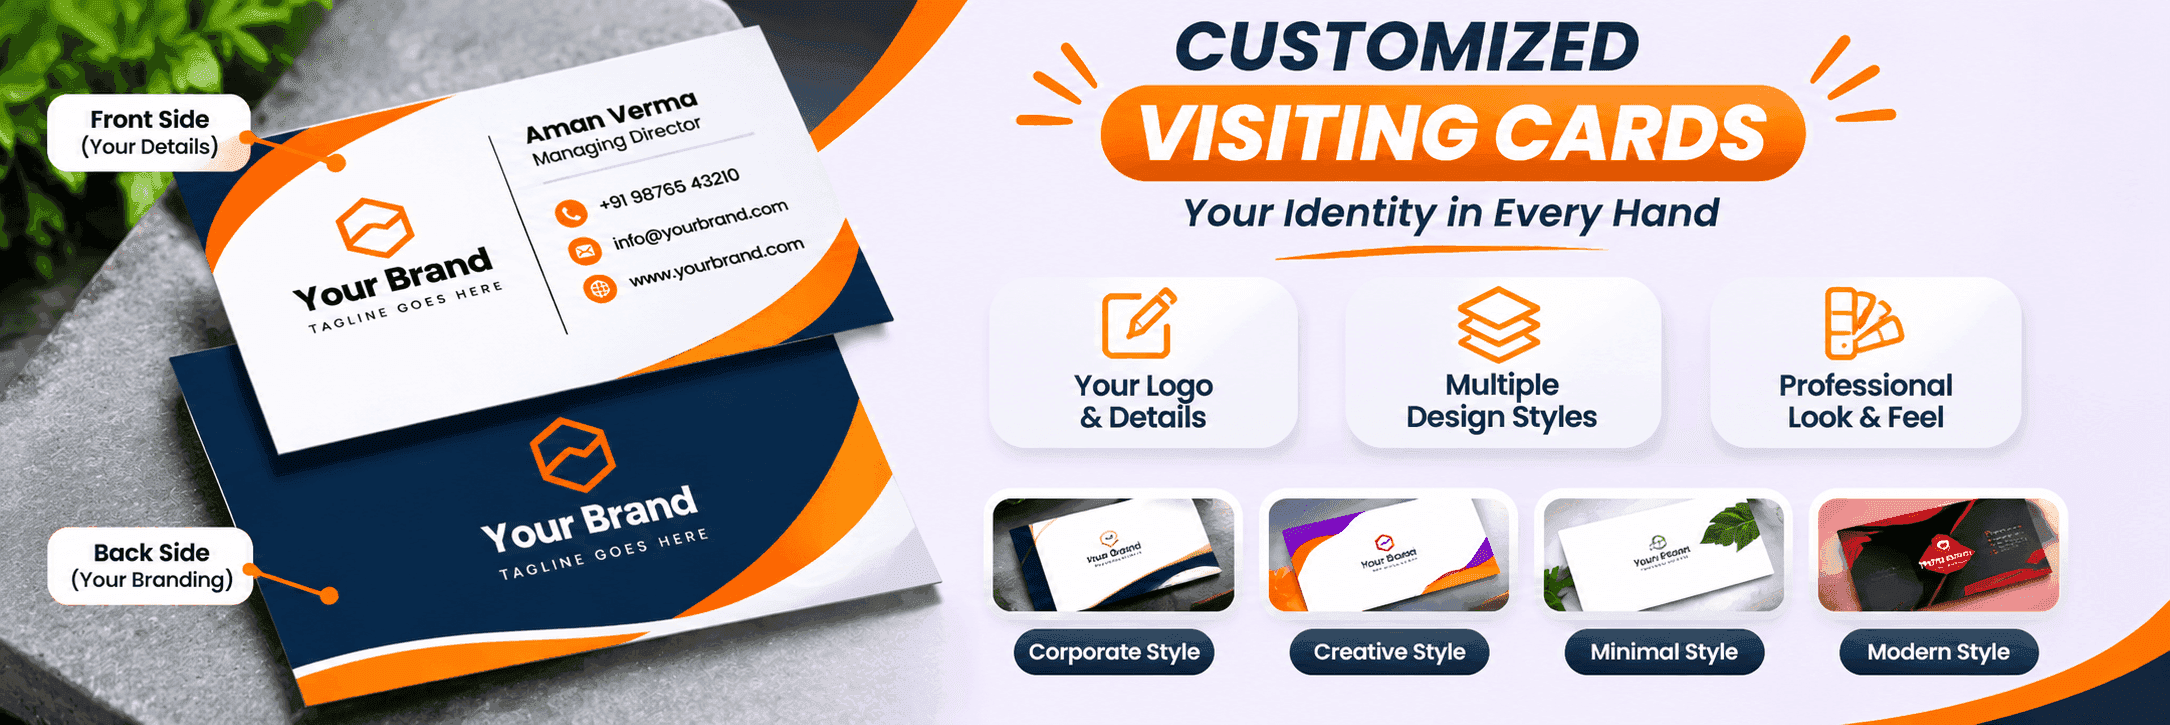 Front Side
(Your Details)
Your Brand
TAGLINE GOES HERE
Aman Verma
Managing Director
+91 98765 43210
info@yourbrand.com
www.yourbrand.com
Back Side
(Your Branding)
Your Brand
TAGLINE GOES HERE
CUSTOMIZED
VISITING CARDS
Your Identity in Every Hand
Your Logo
& Details
Multiple
Design Styles
Professional
Look & Feel
Your Brand
Corporate Style
Creative Style
Minimal Style
Modern Style